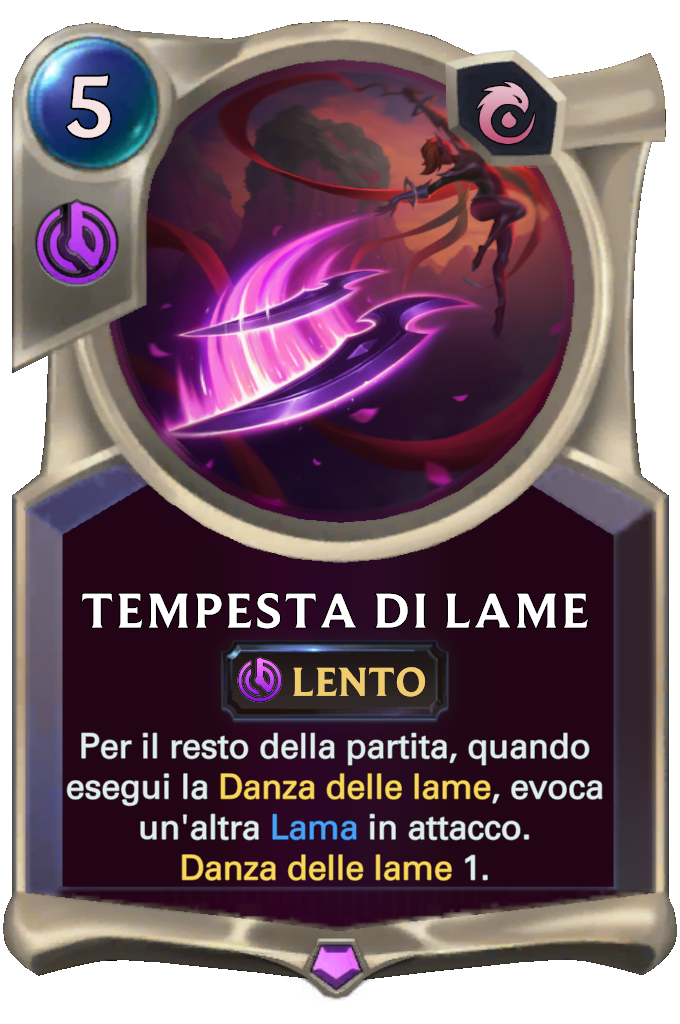 5
TEMPESTA DI LAME
LENTO
Per il resto della partita, quando
esegui la Danza delle lame, evoca
un'altra Lama in attacco.
Danza delle lame 1.